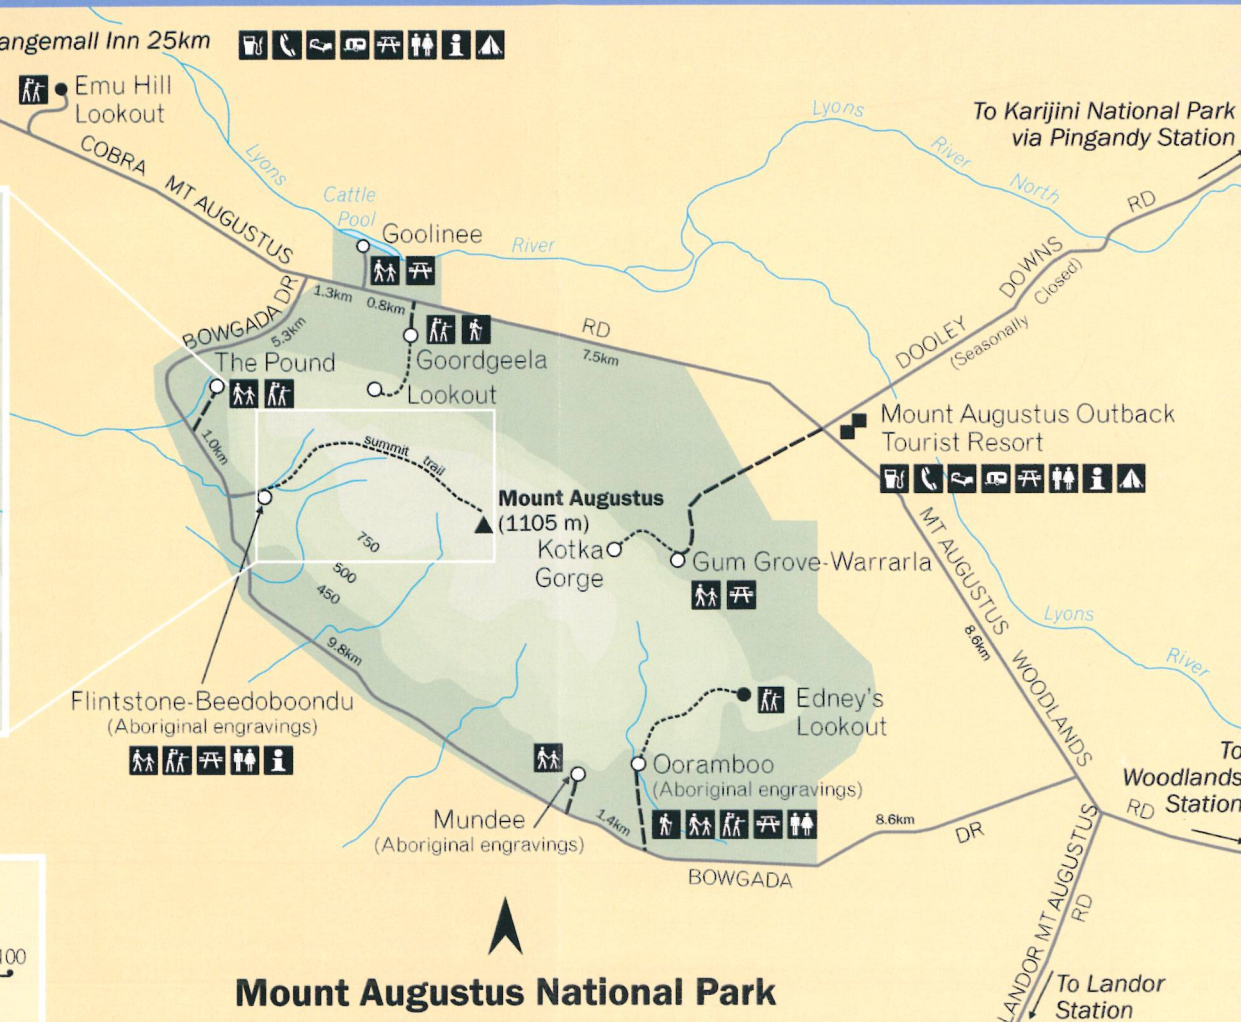 angemall Inn 25km
Emu Hill
Lookout
COBRA
MT AUGUSTUS
RD
Lyons
Cattle
Pool
Goolinee
River
Lyons
River
North
To Karijini National Park
via Pingandy Station
RD
DOWNS
DOOLEY
(Seasonally
Closed)
BOWGADA DR
5.3km
1.3km
0.8km
7.5km
The Pound
Goordgeela
Lookout
1.0km
summit trail
Mount Augustus
(1105 m)
Kotka
Gorge
Gum Grove-Warrarla
Mount Augustus Outback
Tourist Resort
750
500
450
9.8km
MT AUGUSTUS
WOODLANDS
RD
8.6km
Lyons
River
Flintstone-Beedoboondu
(Aboriginal engravings)
Edney's
Lookout
Ooramboo
(Aboriginal engravings)
Mundee
(Aboriginal engravings)
1.4km
BOWGADA
DR
8.6km
To
Woodlands
Station
LANDOR MT AUGUSTUS
RD
To Landor
Station
100
Mount Augustus National Park